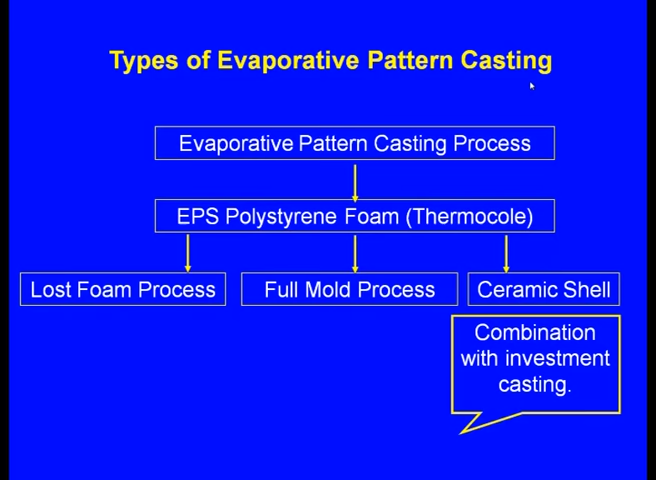 Types of Evaporative Pattern Casting
Evaporative Pattern Casting Process
EPS Polystyrene Foam (Thermocole)
Lost Foam Process
Full Mold Process
Ceramic Shell
Combination
with investment
casting.